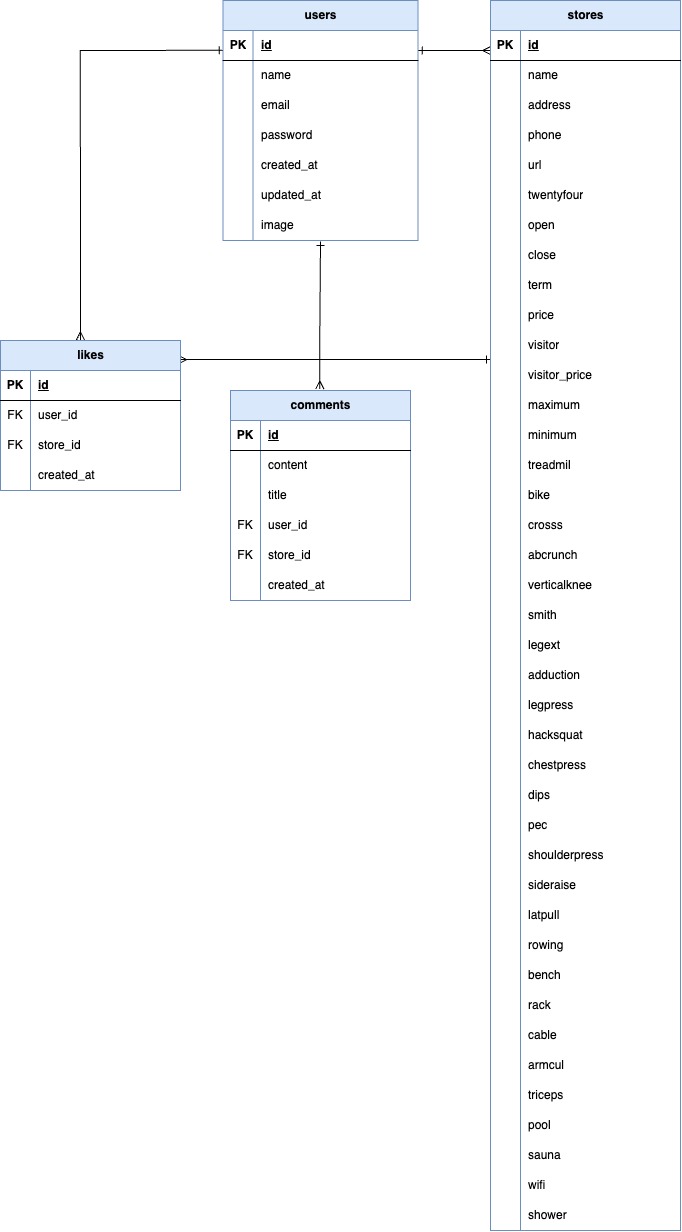 users
PK id
name
email
password
created_at
updated_at
image
stores
PK id
name
address
phone
url
twentyfour
open
close
term
price
visitor
visitor_price
maximum
minimum
treadmil
bike
crosss
abcrunch
verticalknee
smith
legext
adduction
legpress
hacksquat
chestpress
dips
pec
shoulderpress
sideraise
latpull
rowing
bench
rack
cable
armcul
triceps
pool
sauna
wifi
shower
likes
PK id
FK user_id
FK store_id
created_at
comments
PK id
content
title
FK user_id
FK store_id
created_at